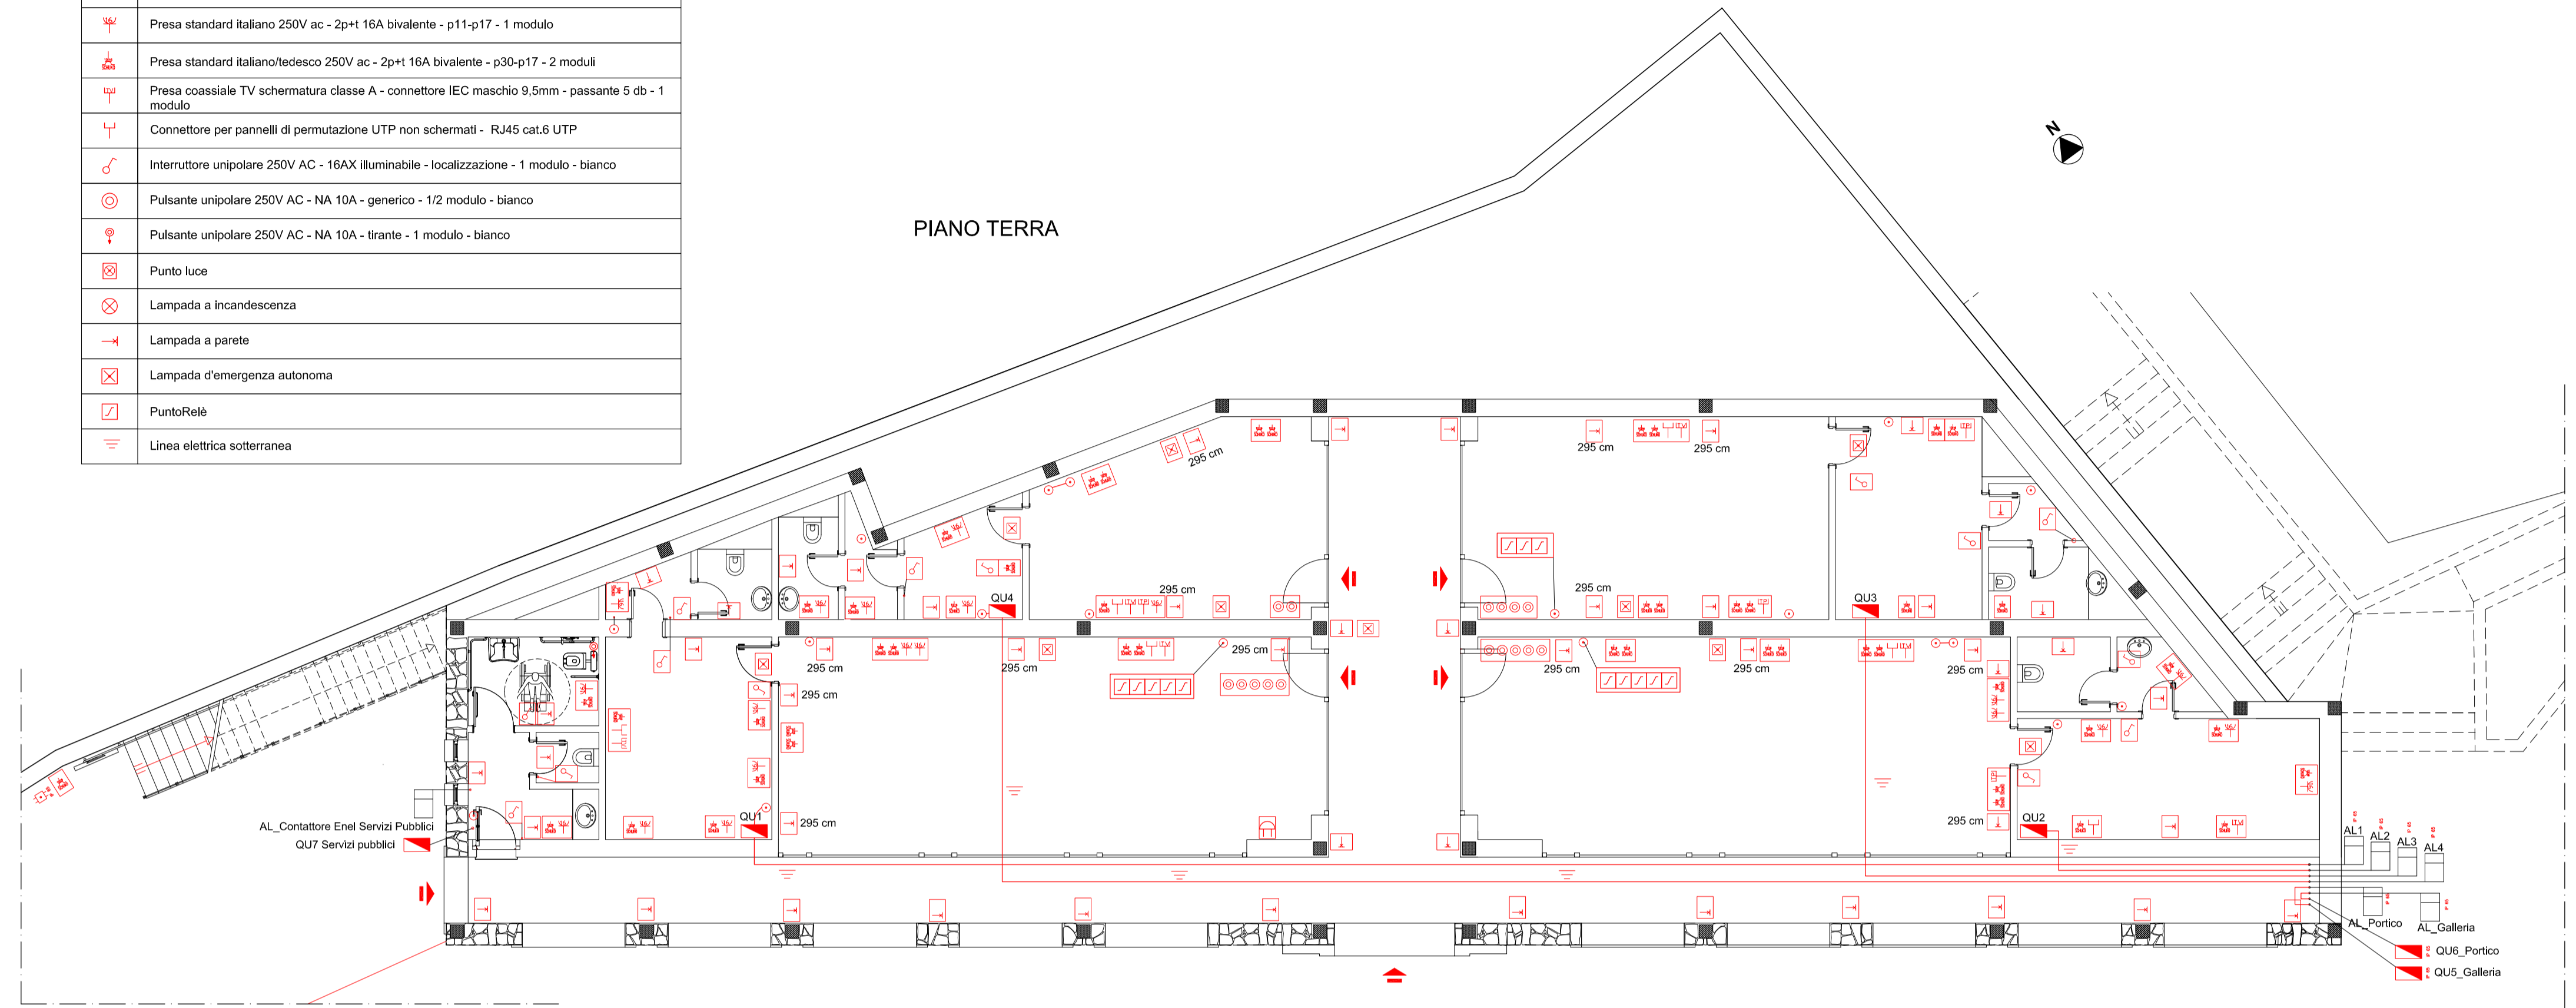 Presa standard italiano 250V ac - 2p+t 16A bivalente - p11-p17 - 1 modulo
Presa standard italiano/tedesco 250V ac - 2p+t 16A bivalente - p30-p17 - 2 moduli
Presa coassiale TV schermatura classe A - connettore IEC maschio 9,5mm - passante 5 db - 1
modulo
Connettore per pannelli di permutazione UTP non schermati - RJ45 cat.6 UTP
Interruttore unipolare 250V AC - 16AX illuminabile - localizzazione - 1 modulo - bianco
Pulsante unipolare 250V AC - NA 10A - generico - 1/2 modulo - bianco
Pulsante unipolare 250V AC - NA 10A - tirante - 1 modulo - bianco
Punto luce
Lampada a incandescenza
Lampada a parete
Lampada d'emergenza autonoma
PuntoRelè
Linea elettrica sotterranea
PIANO TERRA
N
295 cm
295 cm
295 cm
295 cm
295 cm
QU4
QU3
295 cm
295 cm
295 cm
295 cm
295 cm
295 cm
295 cm
295 cm
295 cm
QU1
295 cm
QU2
AL_Contattore Enel Servizi Pubblici
QU7 Servizi pubblici
AL1
AL2
AL3
AL4
AL_Portico
AL_Galleria
QU6_Portico
QU5_Galleria